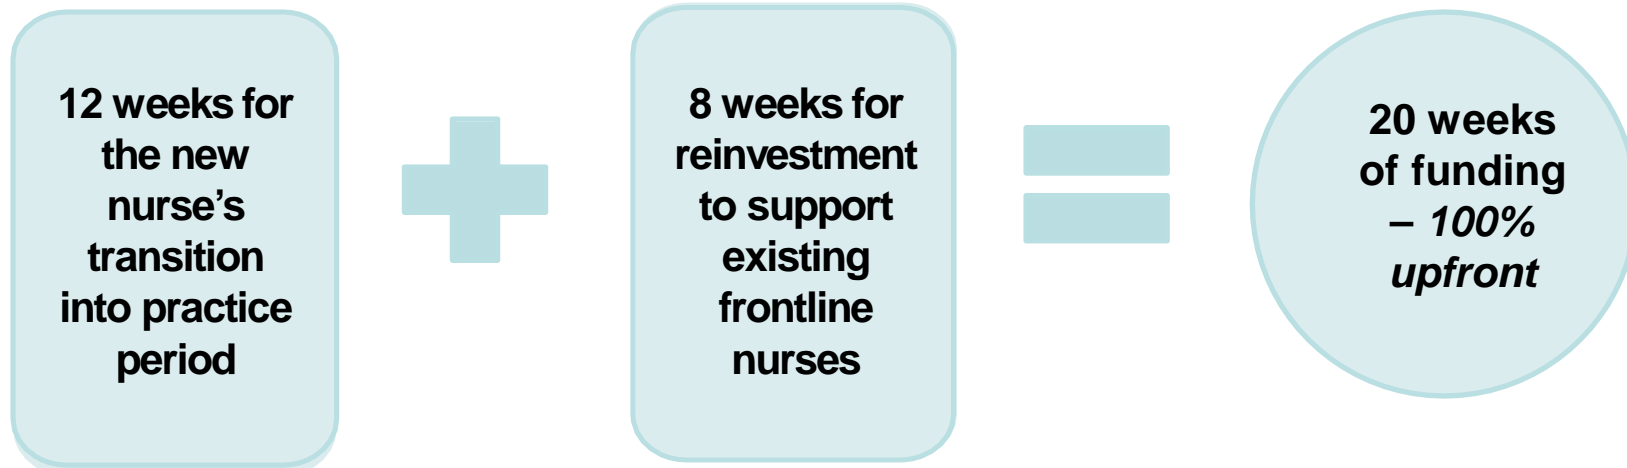 12 weeks for
the new
nurse’s
transition
into practice
period
8 weeks for
reinvestment
to support
existing
frontline
nurses
20 weeks
of funding
– 100%
upfront